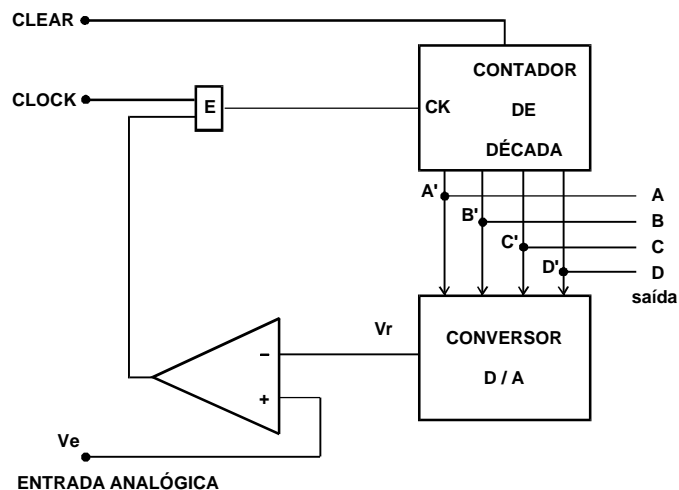 CLEAR
CONTADOR
CLOCK
E
CK
DE
DÉCADA
A'
A
B'
B
C'
C
D'
D
saída
Vr
CONVERSOR
D / A
−
+
Ve
ENTRADA ANALÓGICA